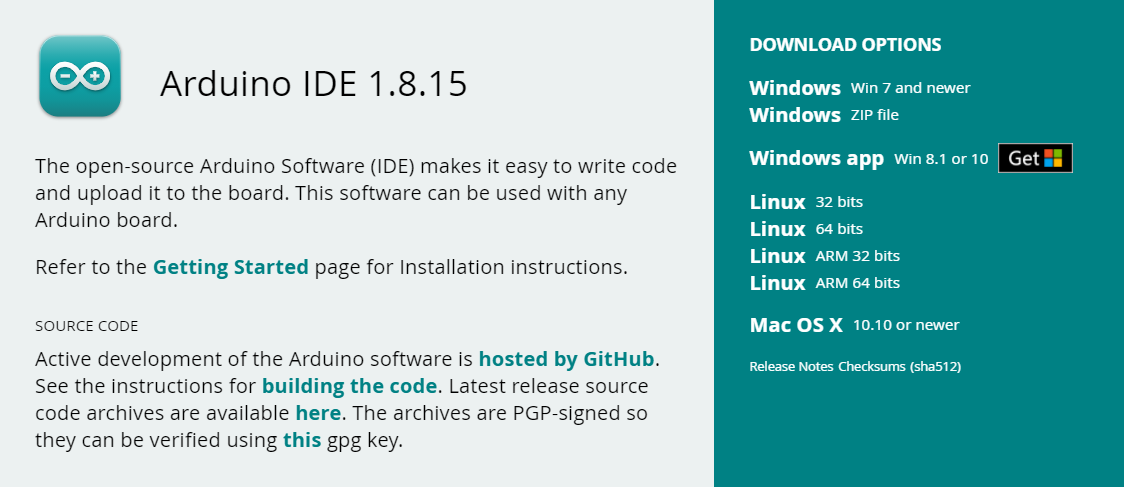 Arduino IDE 1.8.15
The open-source Arduino Software (IDE) makes it easy to write code
and upload it to the board. This software can be used with any
Arduino board.
Refer to the Getting Started page for Installation instructions.
SOURCE CODE
Active development of the Arduino software is hosted by GitHub.
See the instructions for building the code. Latest release source
code archives are available here. The archives are PGP-signed so
they can be verified using this gpg key.
DOWNLOAD OPTIONS
Windows Win 7 and newer
Windows ZIP file
Windows app Win 8.1 or 10 Get
Linux 32 bits
Linux 64 bits
Linux ARM 32 bits
Linux ARM 64 bits
Mac OS X 10.10 or newer
Release Notes Checksums (sha512)